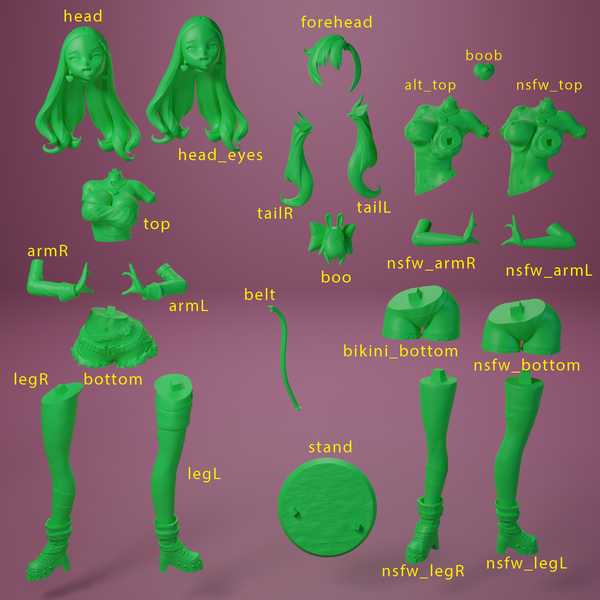 head
forehead
boob
alt_top
nsfw_top
head_eyes
tailR
tailL
top
boo
armR
armL
nsfw_armR
nsfw_armL
belt
bikini_bottom
nsfw_bottom
legR
bottom
legL
stand
nsfw_legR
nsfw_legL